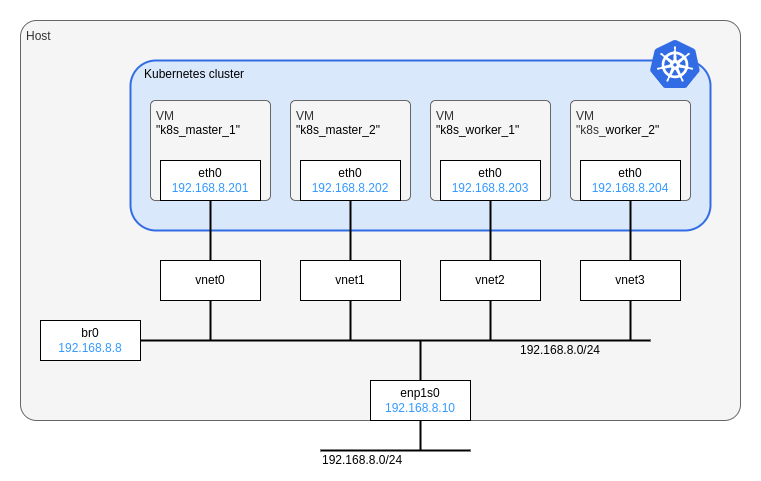 Host
Kubernetes cluster
VM
"k8s_master_1"
eth0
192.168.8.201
VM
"k8s_master_2"
eth0
192.168.8.202
VM
"k8s_worker_1"
eth0
192.168.8.203
VM
"k8s_worker_2"
eth0
192.168.8.204
vnet0
vnet1
vnet2
vnet3
br0
192.168.8.8
192.168.8.0/24
enp1s0
192.168.8.10
192.168.8.0/24